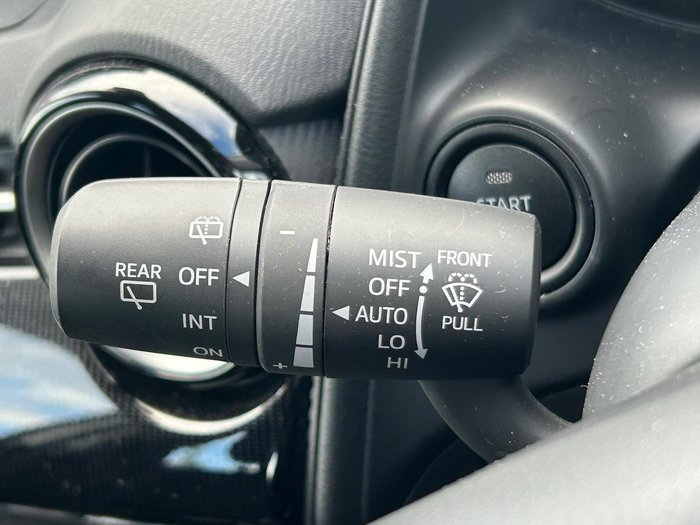 START
REAR
OFF
INT
ON
-
+
MIST
OFF
AUTO
LO
HI
FRONT
PULL